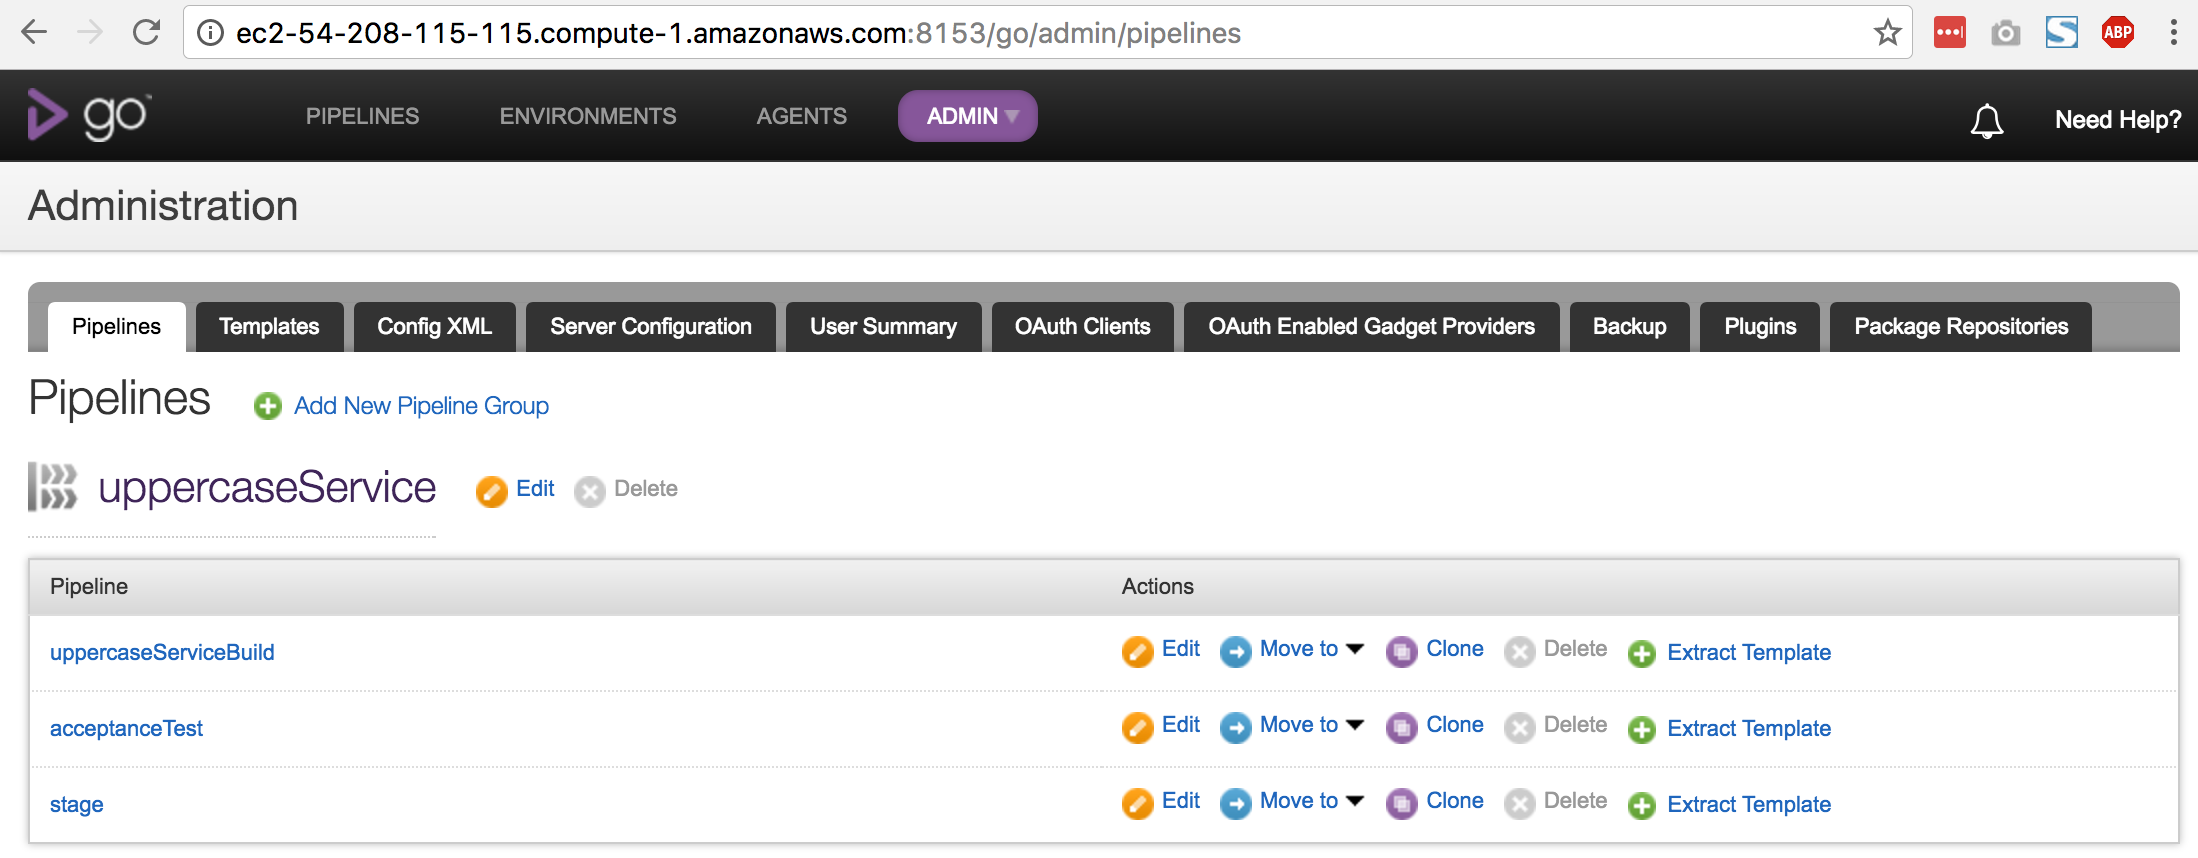 ec2-54-208-115-115.compute-1.amazonaws.com:8153/go/admin/pipelines
ABP
go™ PIPELINES ENVIRONMENTS AGENTS ADMIN Need Help?
Administration
Pipelines Templates Config XML Server Configuration User Summary OAuth Clients OAuth Enabled Gadget Providers Backup Plugins Package Repositories
Pipelines Add New Pipeline Group
uppercaseService Edit Delete
Pipeline Actions
uppercaseServiceBuild Edit Move to Clone Delete Extract Template
acceptanceTest Edit Move to Clone Delete Extract Template
stage Edit Move to Clone Delete Extract Template